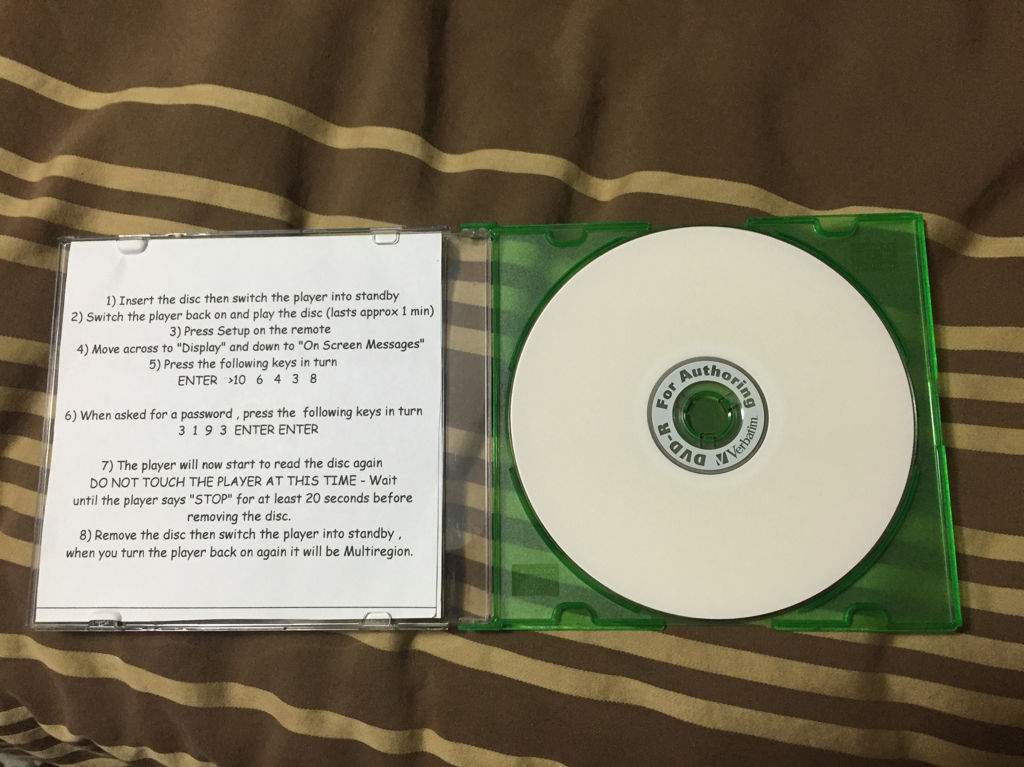 1) Insert the disc then switch the player into standby
2) Switch the player back on and play the disc (lasts approx 1 min)
3) Press Setup on the remote
4) Move across to "Display" and down to "On Screen Messages"
5) Press the following keys in turn
ENTER >10 6 4 3 8
6) When asked for a password , press the following keys in turn
3 1 9 3 ENTER ENTER
7) The player will now start to read the disc again
DO NOT TOUCH THE PLAYER AT THIS TIME - Wait
until the player says "STOP" for at least 20 seconds before
removing the disc.
8) Remove the disc then switch the player into standby ,
when you turn the player back on again it will be Multiregion.
DVD-R For Authoring
Verbatim